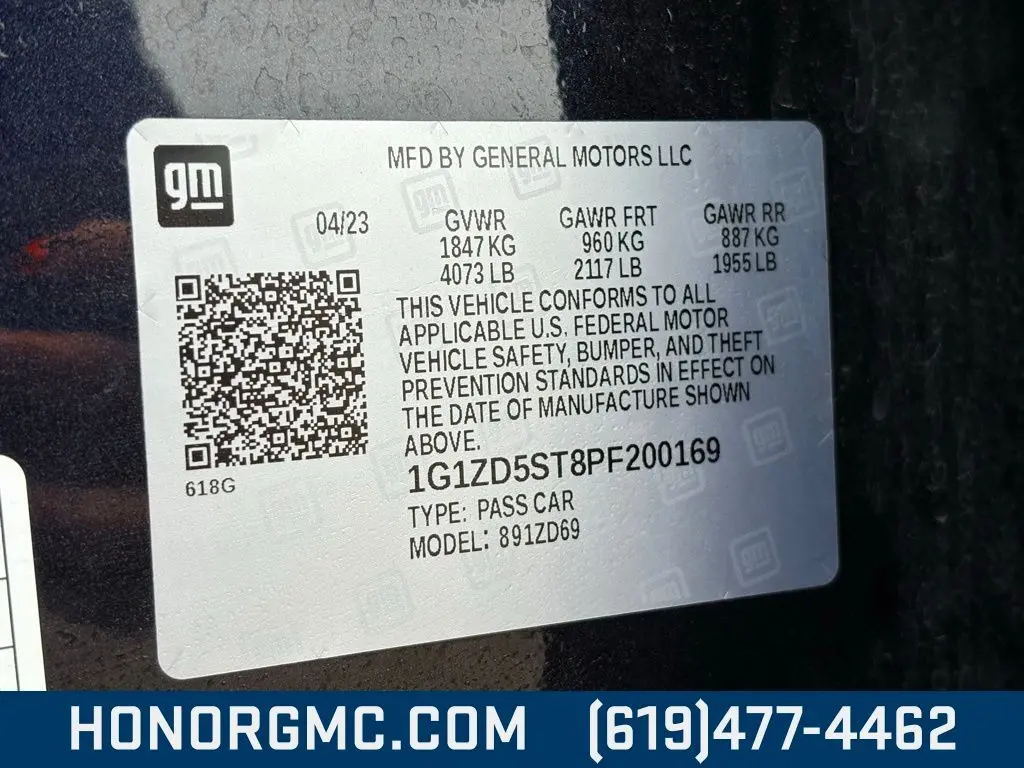 gm
MFD BY GENERAL MOTORS LLC
04/23
GVWR GAWR FRT GAWR RR
1847 KG 960 KG 887 KG
4073 LB 2117 LB 1955 LB
THIS VEHICLE CONFORMS TO ALL
APPLICABLE U.S. FEDERAL MOTOR
VEHICLE SAFETY, BUMPER, AND THEFT
PREVENTION STANDARDS IN EFFECT ON
THE DATE OF MANUFACTURE SHOWN
ABOVE.
618G
1G1ZD5ST8PF200169
TYPE: PASS CAR
MODEL: 891ZD69
HONORGMC.COM (619)477-4462